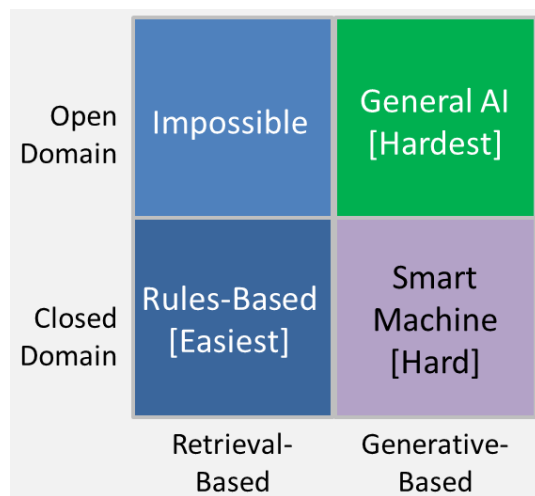 Open
Domain
Impossible
General AI
[Hardest]
Closed
Domain
Rules-Based
[Easiest]
Smart
Machine
[Hard]
Retrieval-
Based
Generative-
Based